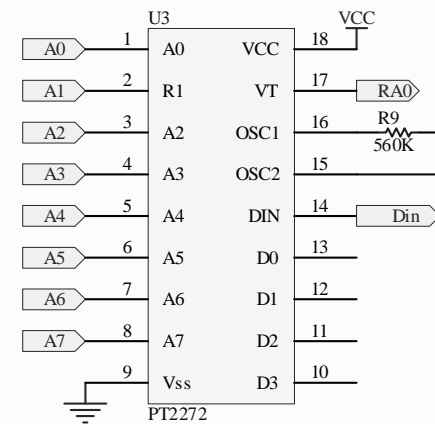 U3 VCC
A0 1 A0 VCC 18
A1 2 R1 VT 17 RA0
A2 3 A2 OSC1 16 R9
560K
A3 4 A3 OSC2 15
A4 5 A4 DIN 14 Din
A5 6 A5 D0 13
A6 7 A6 D1 12
A7 8 A7 D2 11
9 Vss D3 10
PT2272